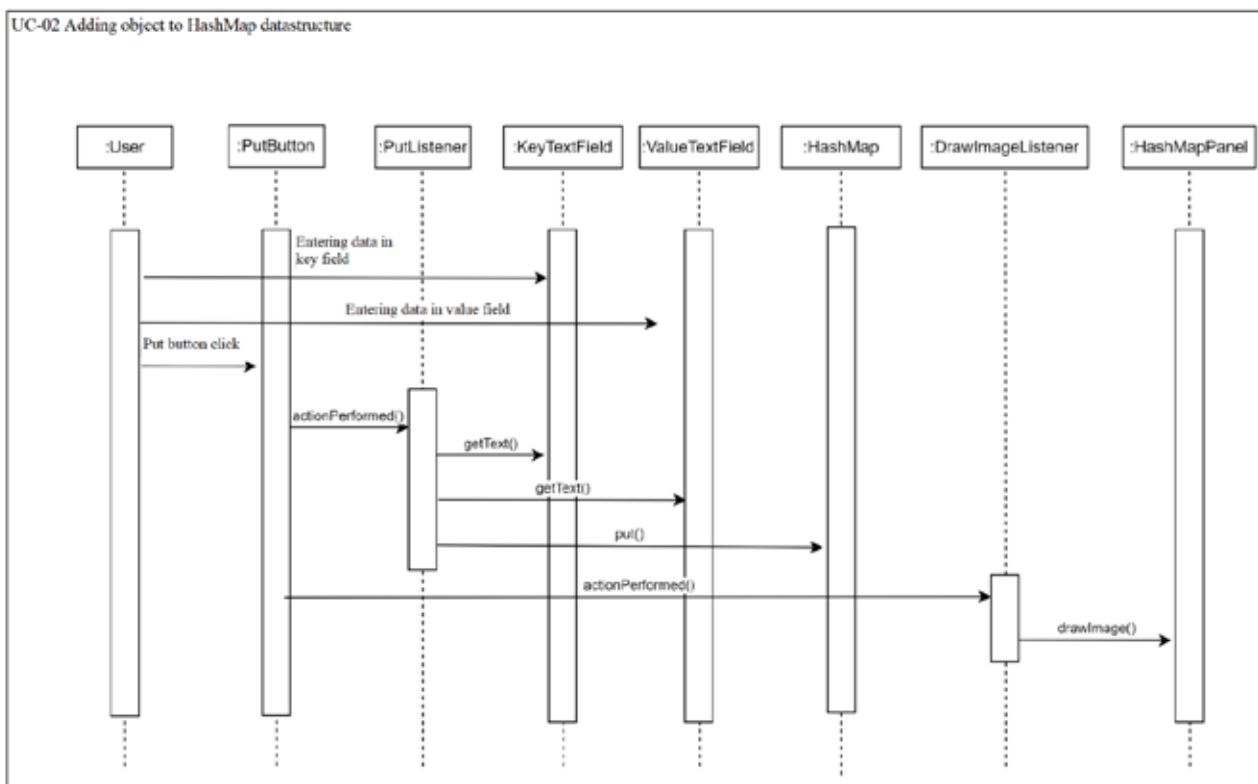 UC-02 Adding object to HashMap datastructure
:User
:PutButton
:PutListener
:KeyTextField
:ValueTextField
:HashMap
:DrawImageListener
:HashMapPanel
Entering data in
key field
Entering data in value field
Put button click
actionPerformed()
getText()
getText()
put()
actionPerformed()
drawImage()